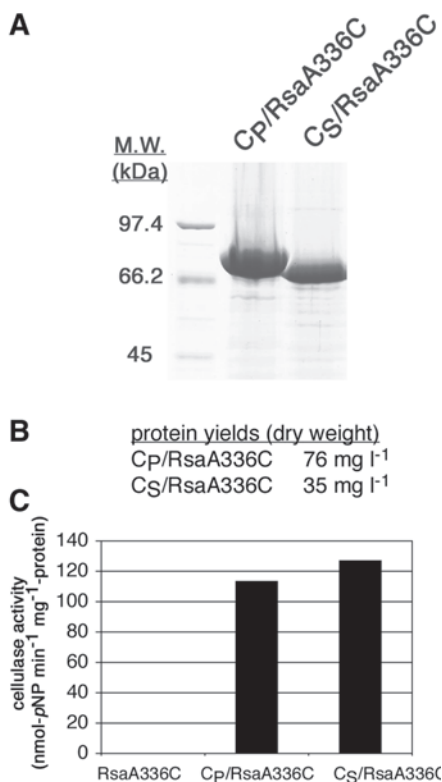 A
CP/RsaA336C
CS/RsaA336C
M.W.
(kDa)
97.4
66.2
45
B
protein yields (dry weight)
CP/RsaA336C 76 mg l-1
CS/RsaA336C 35 mg l-1
C
cellulase activity
(nmol-pNP min-1 mg-1-protein)
140
120
100
80
60
40
20
0
RsaA336C CP/RsaA336C CS/RsaA336C